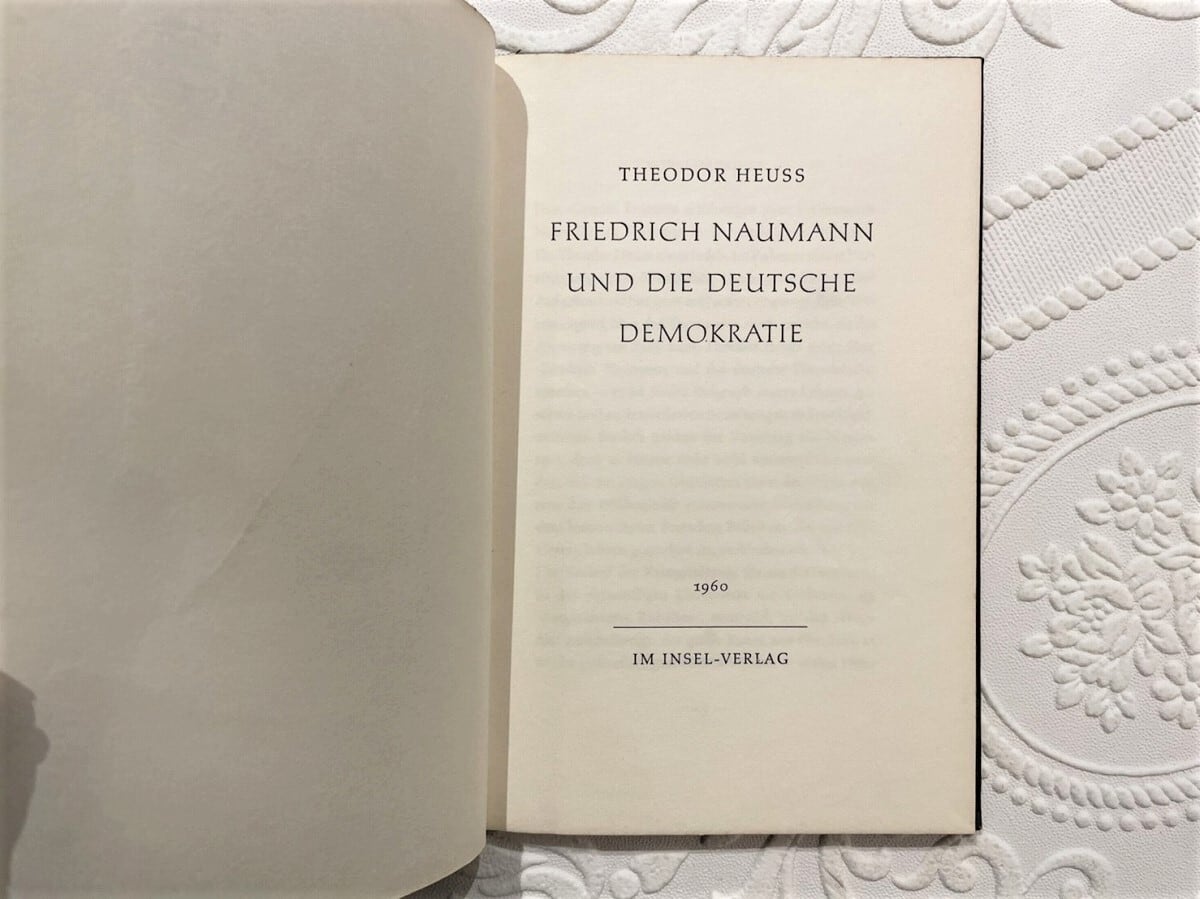 THEODOR HEUSS
FRIEDRICH NAUMANN
UND DIE DEUTSCHE
DEMOKRATIE
1960
IM INSEL-VERLAG